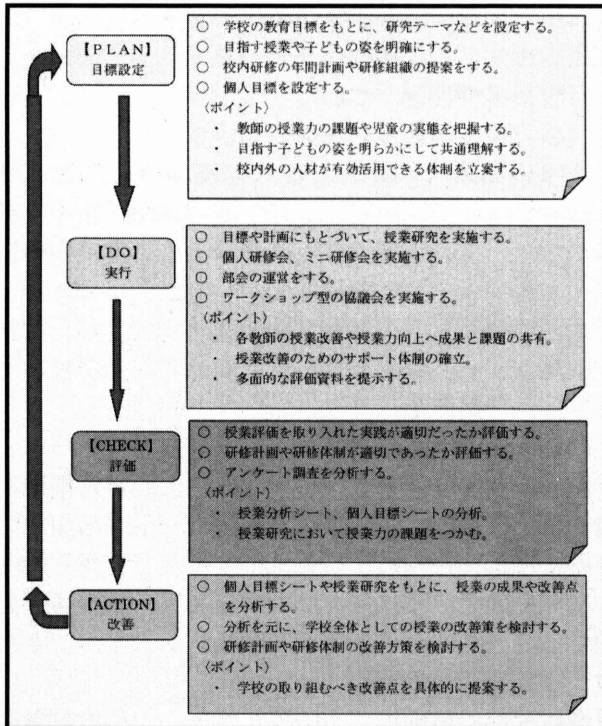 【PLAN】
目標設定
○ 学校の教育目標をもとに、研究テーマなどを設定する。
○ 目指す授業や子どもの姿を明確にする。
○ 校内研修の年間計画や研修組織の提案をする。
○ 個人目標を設定する。
〈ポイント〉
・ 教師の授業力の課題や児童の実態を把握する。
・ 目指す子どもの姿を明らかにして共通理解する。
・ 校内外の人材が有効活用できる体制を立案する。
【DO】
実行
○ 目標や計画にもとづいて、授業研究を実施する。
○ 個人研修会、ミニ研修会を実施する。
○ 部会の運営をする。
○ ワークショップ型の協議会を実施する。
〈ポイント〉
・ 各教師の授業改善や授業力向上へ成果と課題の共有。
・ 授業改善のためのサポート体制の確立。
・ 多面的な評価資料を提示する。
【CHECK】
評価
○ 授業評価を取り入れた実践が適切だったか評価する。
○ 研修計画や研修体制が適切であったか評価する。
○ アンケート調査を分析する。
〈ポイント〉
・ 授業分析シート、個人目標シートの分析。
・ 授業研究において授業力の課題をつかむ。
【ACTION】
改善
○ 個人目標シートや授業研究をもとに、授業の成果や改善点
を分析する。
○ 分析を元に、学校全体としての授業の改善策を検討する。
○ 研修計画や研修体制の改善方策を検討する。
〈ポイント〉
・ 学校の取り組むべき改善点を具体的に提案する。